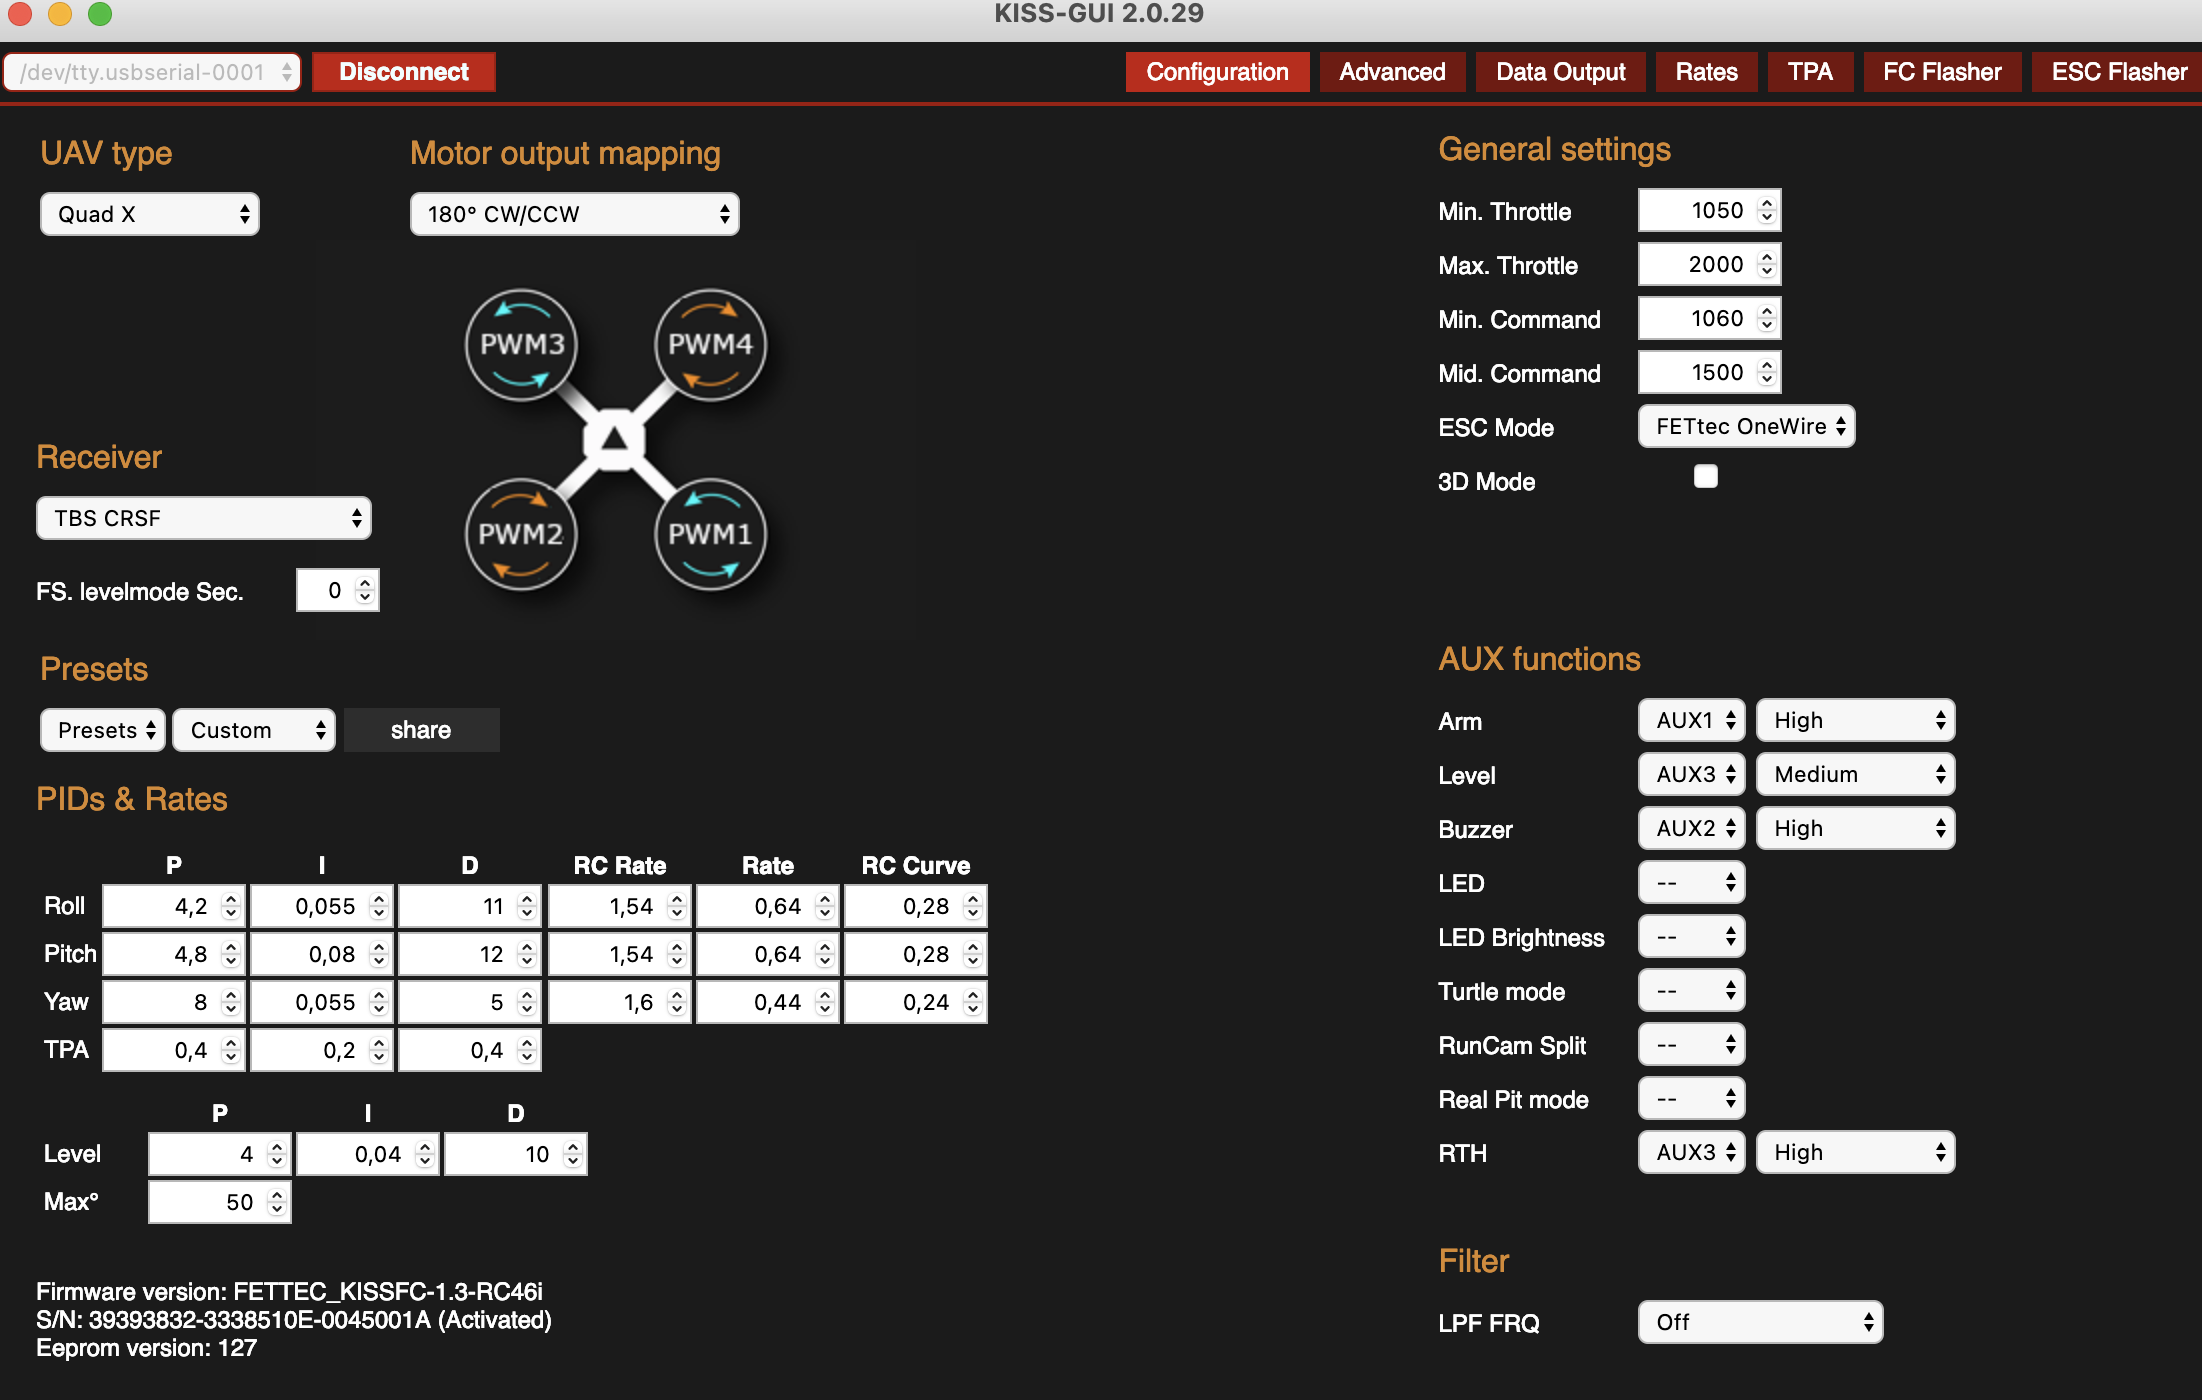 KISS-GUI 2.0.29
/dev/tty.usbserial-0001 Disconnect Configuration Advanced Data Output Rates TPA FC Flasher ESC Flasher
UAV type
Quad X
Motor output mapping
180° CW/CCW
PWM3 PWM4
PWM2 PWM1
Receiver
TBS CRSF
FS. levelmode Sec. 0
Presets
Presets Custom share
PIDs & Rates
P I D RC Rate Rate RC Curve
Roll 4,2 0,055 11 1,54 0,64 0,28
Pitch 4,8 0,08 12 1,54 0,64 0,28
Yaw 8 0,055 5 1,6 0,44 0,24
TPA 0,4 0,2 0,4
P I D
Level 4 0,04 10
Max° 50
Firmware version: FETTEC_KISSFC-1.3-RC46i
S/N: 39393832-3338510E-0045001A (Activated)
Eeprom version: 127
General settings
Min. Throttle 1050
Max. Throttle 2000
Min. Command 1060
Mid. Command 1500
ESC Mode FETtec OneWire
3D Mode
AUX functions
Arm AUX1 High
Level AUX3 Medium
Buzzer AUX2 High
LED --
LED Brightness --
Turtle mode --
RunCam Split --
Real Pit mode --
RTH AUX3 High
Filter
LPF FRQ Off